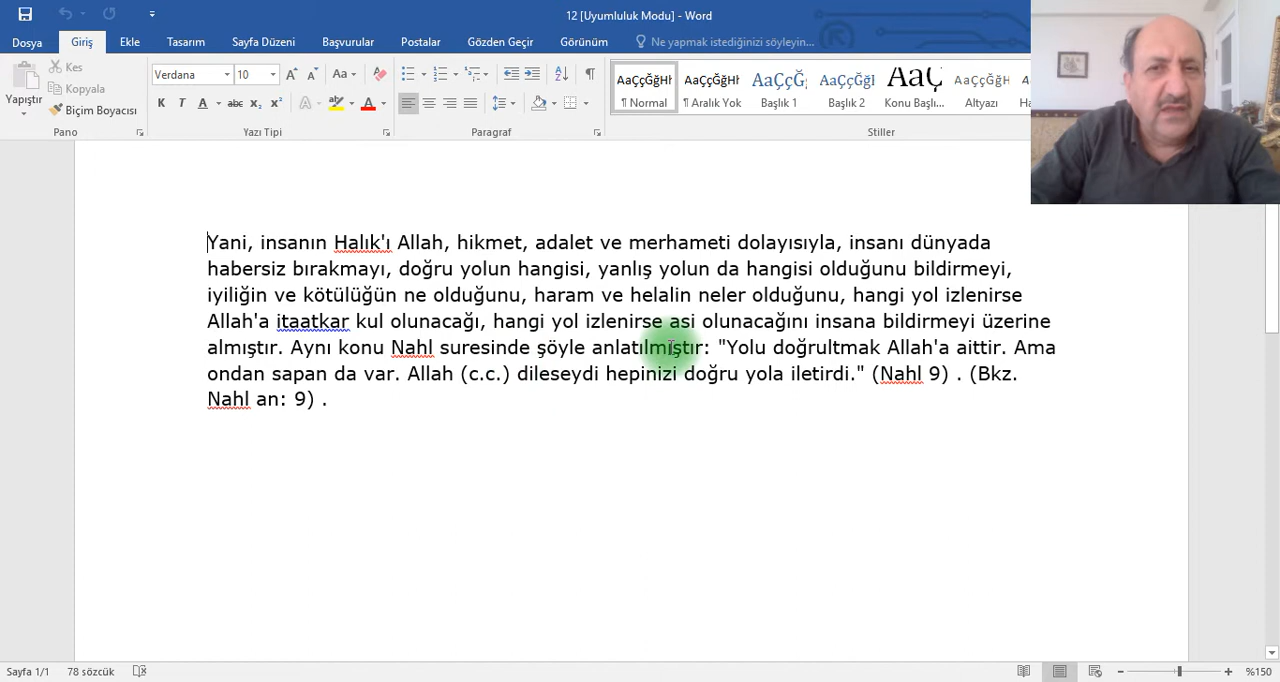 12 [Uyumluluk Modu] - Word
Dosya Giriş Ekle Tasarım Sayfa Düzeni Başvurular Postalar Gözden Geçir Görünüm Ne yapmak istediğinizi söyleyin...
Yapıştır Kes Kopyala Biçim Boyacısı
Verdana 10
AaÇçĞğHł AaÇçĞğHł AaÇçĞ AaÇçĞğI AaÇ AaÇçĞğHł
¶ Normal ¶ Aralık Yok Başlık 1 Başlık 2 Konu Başlı... Altyazı
Pano Yazı Tipi Paragraf Stiller
Yani, insanın Halık'ı Allah, hikmet, adalet ve merhameti dolayısıyla, insanı dünyada
habersiz bırakmayı, doğru yolun hangisi, yanlış yolun da hangisi olduğunu bildirmeyi,
iyiliğin ve kötülüğün ne olduğunu, haram ve helalin neler olduğunu, hangi yol izlenirse
Allah'a itaatkar kul olunacağı, hangi yol izlenirse asi olunacağını insana bildirmeyi üzerine
almıştır. Aynı konu Nahl suresinde şöyle anlatılmıştır: "Yolu doğrultmak Allah'a aittir. Ama
ondan sapan da var. Allah (c.c.) dileseydi hepinizi doğru yola iletirdi." (Nahl 9) . (Bkz.
Nahl an: 9) .
Sayfa 1/1 78 sözcük %150